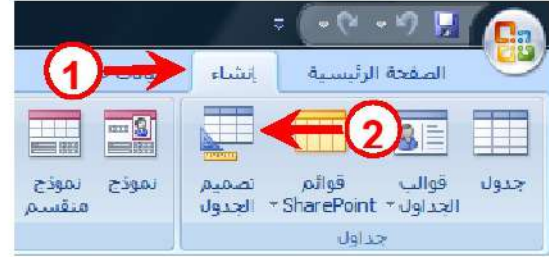 الصفحة الرئيسية إنشاء
1
2
جدول قوالب الجداول قوائم SharePoint تصميم الجدول نموذج نموذج منقسم
جداول